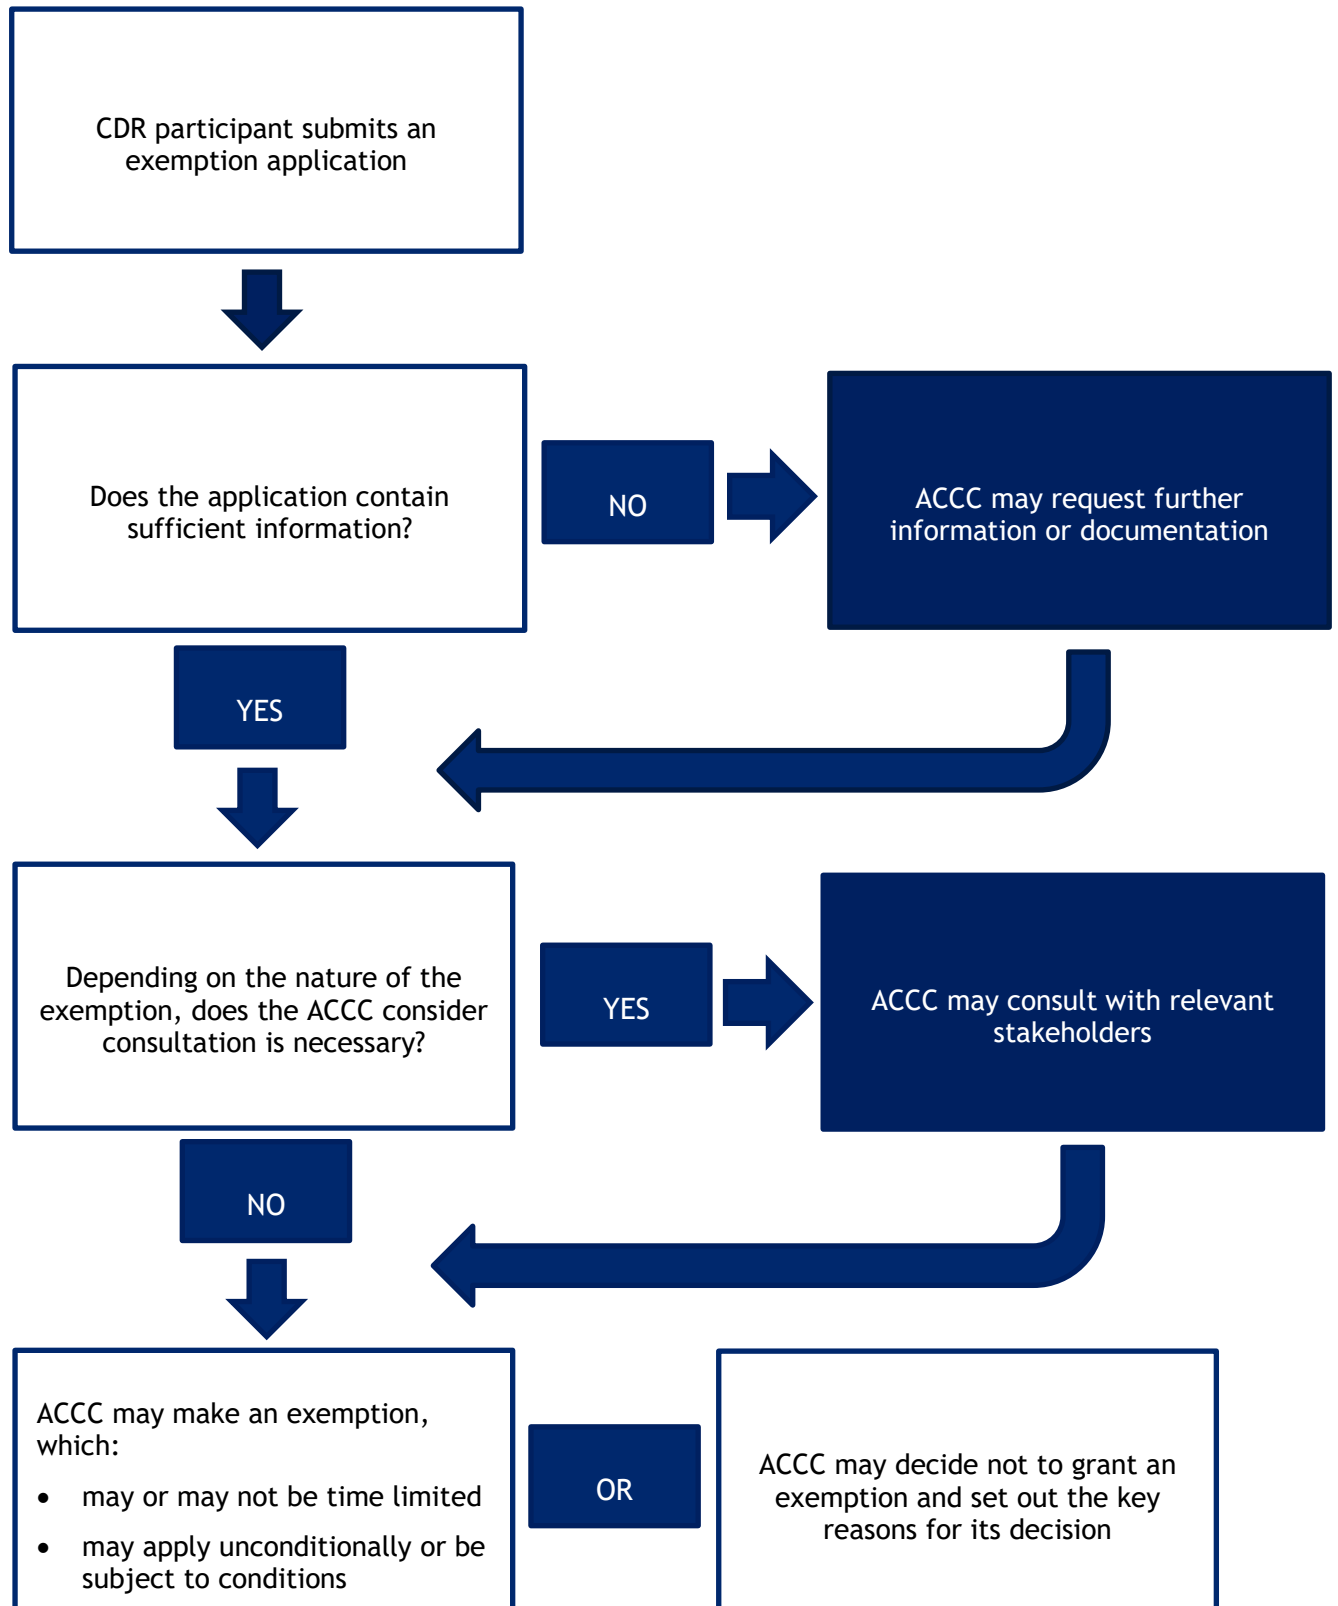 CDR participant submits an
exemption application
Does the application contain
sufficient information?
NO
ACCC may request further
information or documentation
YES
Depending on the nature of the
exemption, does the ACCC consider
consultation is necessary?
YES
ACCC may consult with relevant
stakeholders
NO
ACCC may make an exemption,
which:
• may or may not be time limited
• may apply unconditionally or be
subject to conditions
OR
ACCC may decide not to grant an
exemption and set out the key
reasons for its decision